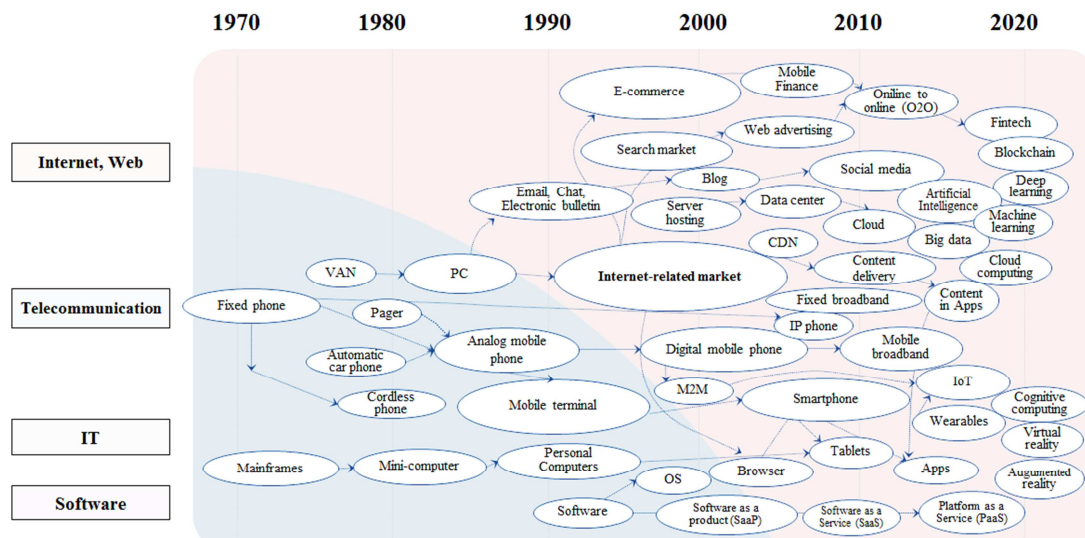 1970 1980 1990 2000 2010 2020
Internet, Web
Telecommunication
IT
Software
E-commerce
Mobile
Finance
Oniline to
online (O2O)
Fintech
Web advertising
Search market
Blockchain
Blog
Social media
Deep
learning
Email, Chat,
Electronic bulletin
Server
hosting
Data center
Artificial
Intelligence
Cloud
Machine
learning
CDN
Big data
VAN
PC
Internet-related market
Content
delivery
Cloud
computing
Fixed phone
Pager
Fixed broadband
Content
in Apps
IP phone
Automatic
car phone
Analog mobile
phone
Digital mobile phone
Mobile
broadband
Cordless
phone
Mobile terminal
M2M
Smartphone
IoT
Cognitive
computing
Wearables
Virtual
reality
Mainframes
Mini-computer
Personal
Computers
Browser
Tablets
Apps
Augmented
reality
OS
Software
Software as a
product (SaaP)
Software as a
Service (SaaS)
Platform as a
Service (PaaS)